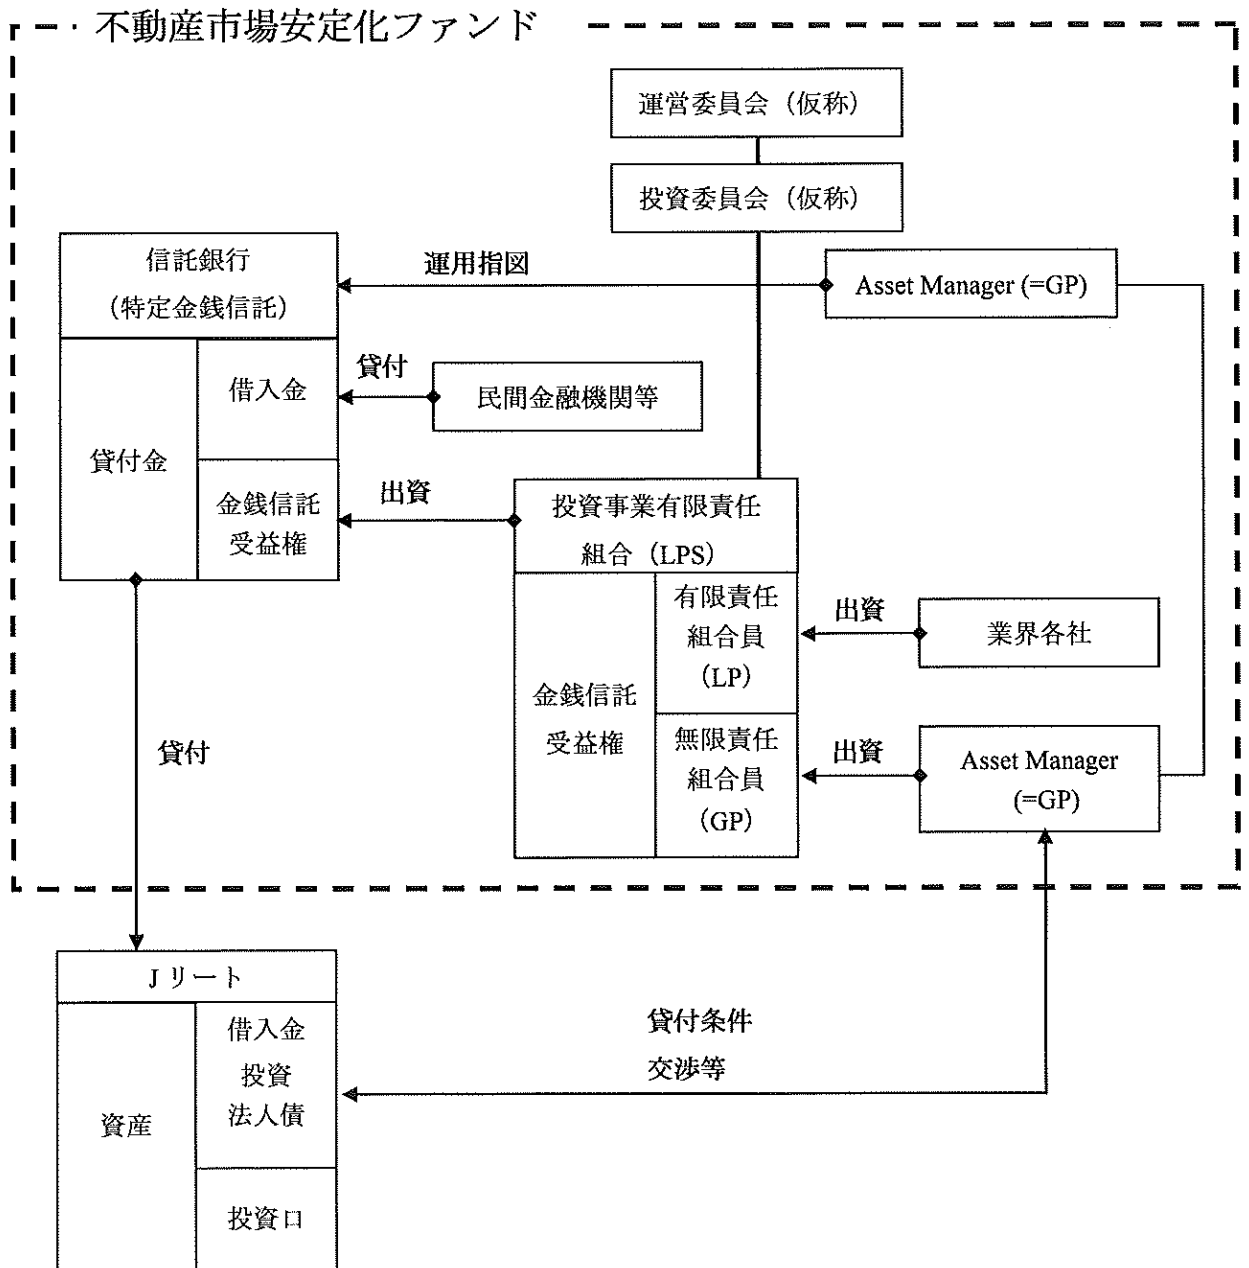 不動産市場安定化ファンド
運営委員会（仮称）
投資委員会（仮称）
信託銀行
（特定金銭信託）
運用指図
Asset Manager (=GP)
貸付金
借入金
貸付
民間金融機関等
金銭信託
受益権
出資
投資事業有限責任
組合（LPS）
金銭信託
受益権
有限責任
組合員
（LP）
出資
業界各社
無限責任
組合員
（GP）
出資
Asset Manager
(=GP)
貸付
Jリート
資産
借入金
投資
法人債
投資口
貸付条件
交渉等